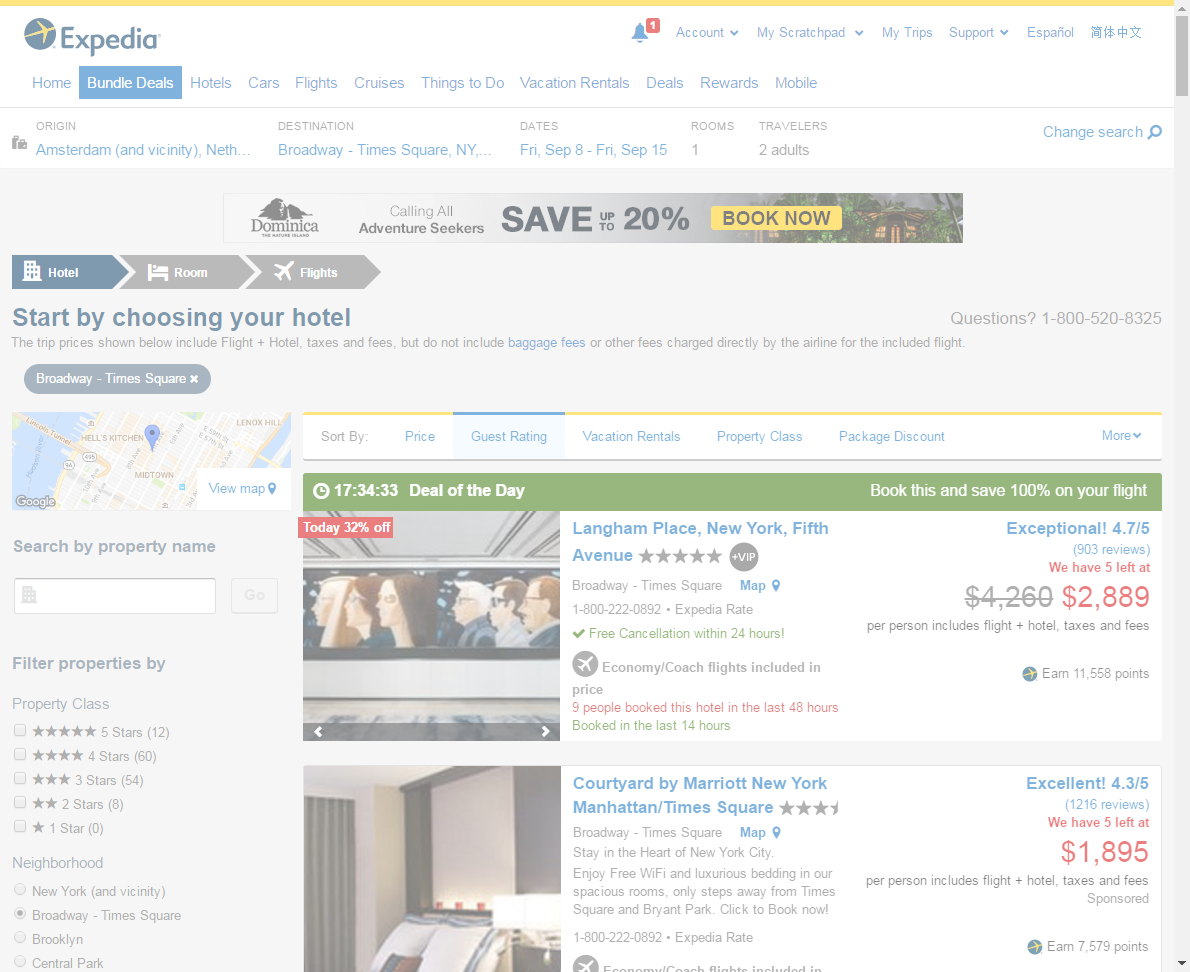 Expedia
1
Account
My Scratchpad
My Trips
Support
Español
简体中文
Home
Bundle Deals
Hotels
Cars
Flights
Cruises
Things to Do
Vacation Rentals
Deals
Rewards
Mobile
ORIGIN
Amsterdam (and vicinity), Neth...
DESTINATION
Broadway - Times Square, NY,...
DATES
Fri, Sep 8 - Fri, Sep 15
ROOMS
1
TRAVELERS
2 adults
Change search
Dominica
THE NATURE ISLAND
Calling All
Adventure Seekers
SAVE UP TO 20%
BOOK NOW
Hotel
Room
Flights
Start by choosing your hotel
Questions? 1-800-520-8325
The trip prices shown below include Flight + Hotel, taxes and fees, but do not include baggage fees or other fees charged directly by the airline for the included flight.
Broadway - Times Square ×
Lincoln Tunnel
HELL'S KITCHEN
LENOX HILL
E 59th St
5th Ave
9A
495
MIDTOWN
Google
View map
Search by property name
Go
Filter properties by
Property Class
5 Stars (12)
4 Stars (60)
3 Stars (54)
2 Stars (8)
1 Star (0)
Neighborhood
New York (and vicinity)
Broadway - Times Square
Brooklyn
Central Park
Sort By:
Price
Guest Rating
Vacation Rentals
Property Class
Package Discount
More
17:34:33 Deal of the Day
Book this and save 100% on your flight
Today 32% off
Langham Place, New York, Fifth
Avenue
+VIP
Broadway - Times Square Map
1-800-222-0892 • Expedia Rate
Free Cancellation within 24 hours!
Economy/Coach flights included in
price
9 people booked this hotel in the last 48 hours
Booked in the last 14 hours
Exceptional! 4.7/5
(903 reviews)
We have 5 left at
$4,260 $2,889
per person includes flight + hotel, taxes and fees
Earn 11,558 points
Courtyard by Marriott New York
Manhattan/Times Square
Broadway - Times Square Map
Stay in the Heart of New York City.
Enjoy Free WiFi and luxurious bedding in our
spacious rooms, only steps away from Times
Square and Bryant Park. Click to Book now!
1-800-222-0892 • Expedia Rate
Economy/Coach flights included in
Excellent! 4.3/5
(1216 reviews)
We have 5 left at
$1,895
per person includes flight + hotel, taxes and fees
Sponsored
Earn 7,579 points